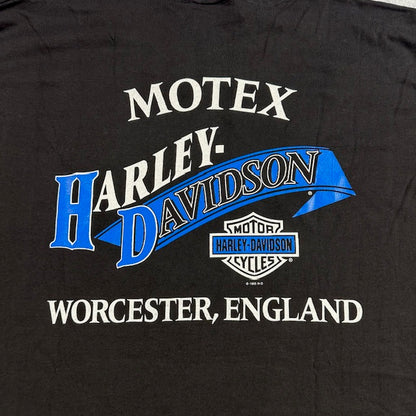 MOTEX
HARLEY-
DAVIDSON
MOTOR
HARLEY-DAVIDSON
CYCLES
WORCESTER, ENGLAND